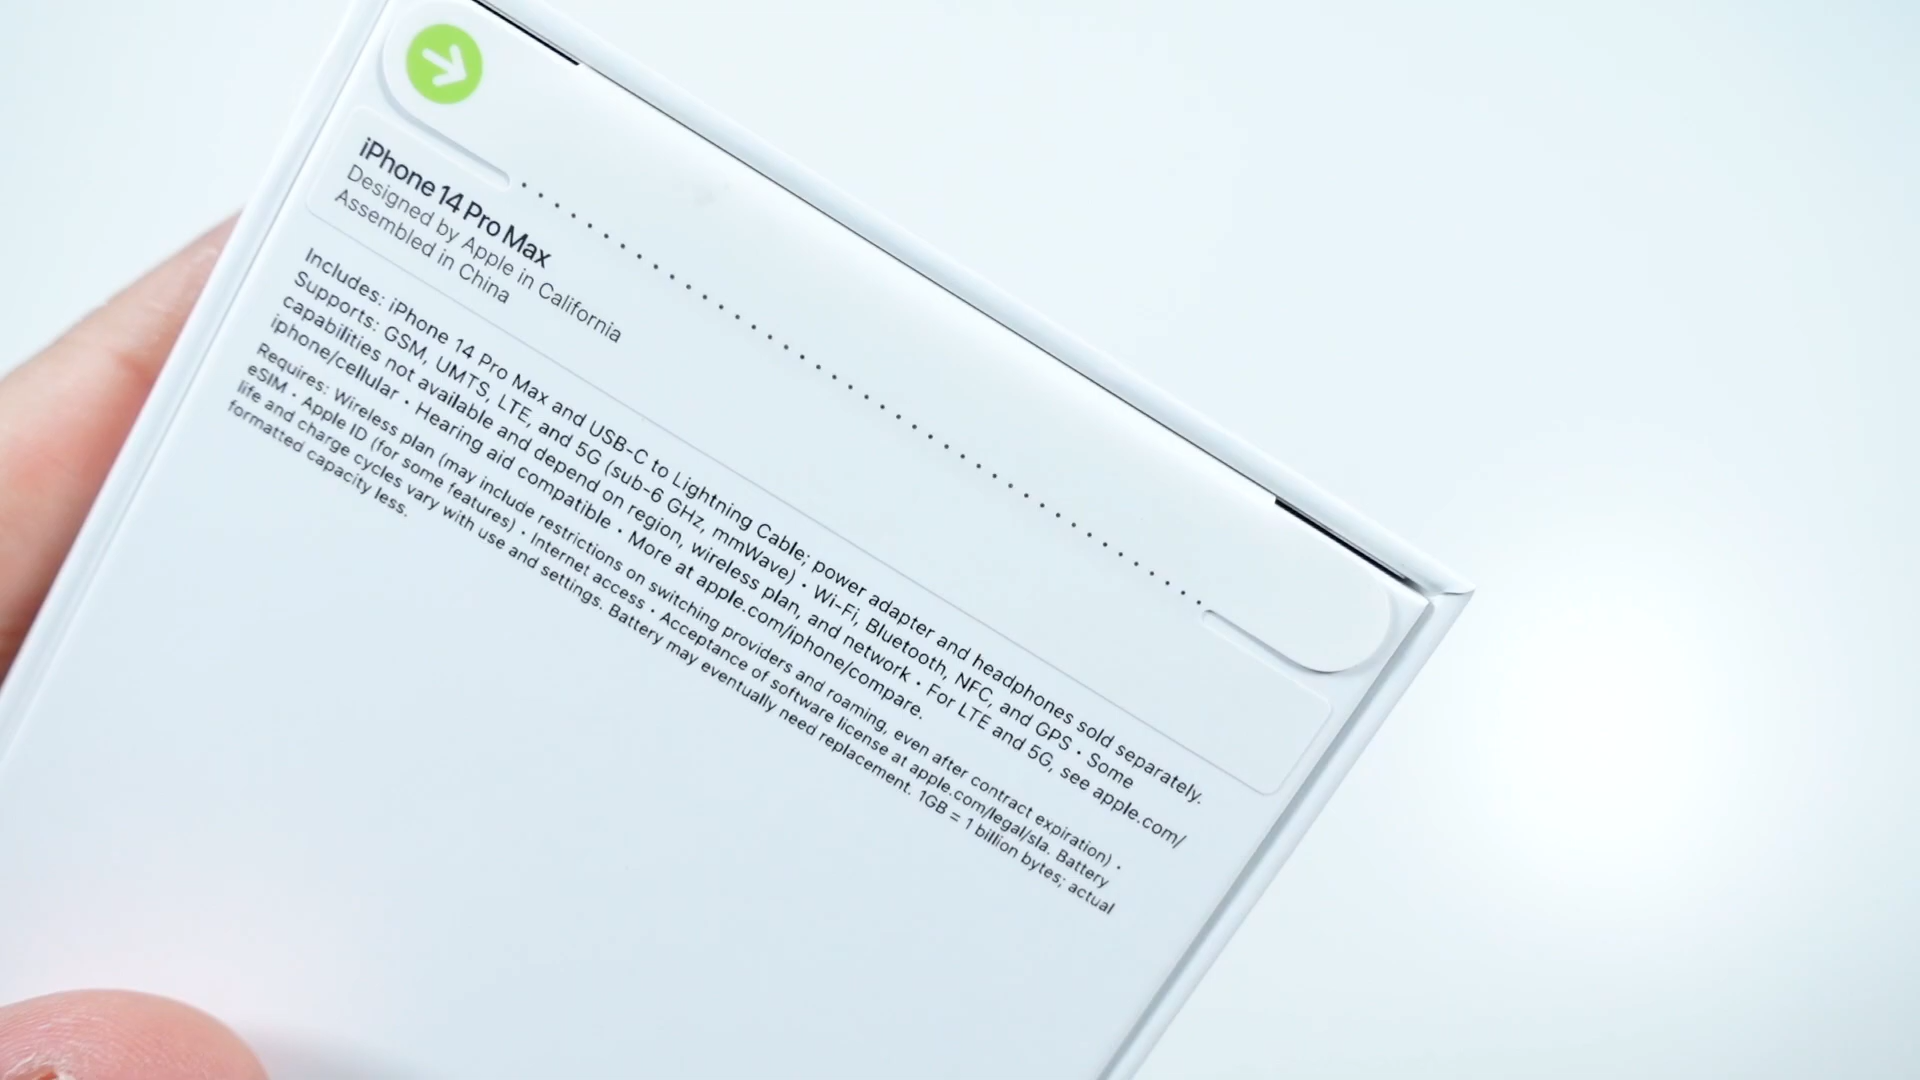 iPhone 14 Pro Max
Designed by Apple in California
Assembled in China
Includes: iPhone 14 Pro Max and USB-C to Lightning Cable; power adapter and headphones sold separately.
Supports: GSM, UMTS, LTE, and 5G (sub-6 GHz, mmWave) • Wi-Fi, Bluetooth, NFC, and GPS • Some
capabilities not available and depend on region, wireless plan, and network • For LTE and 5G, see apple.com/
iphone/cellular • Hearing aid compatible • More at apple.com/iphone/compare.
Requires: Wireless plan (may include restrictions on switching providers and roaming, even after contract expiration) •
eSIM • Apple ID (for some features) • Internet access • Acceptance of software license at apple.com/legal/sla. Battery
life and charge cycles vary with use and settings. Battery may eventually need replacement. 1GB = 1 billion bytes; actual
formatted capacity less.